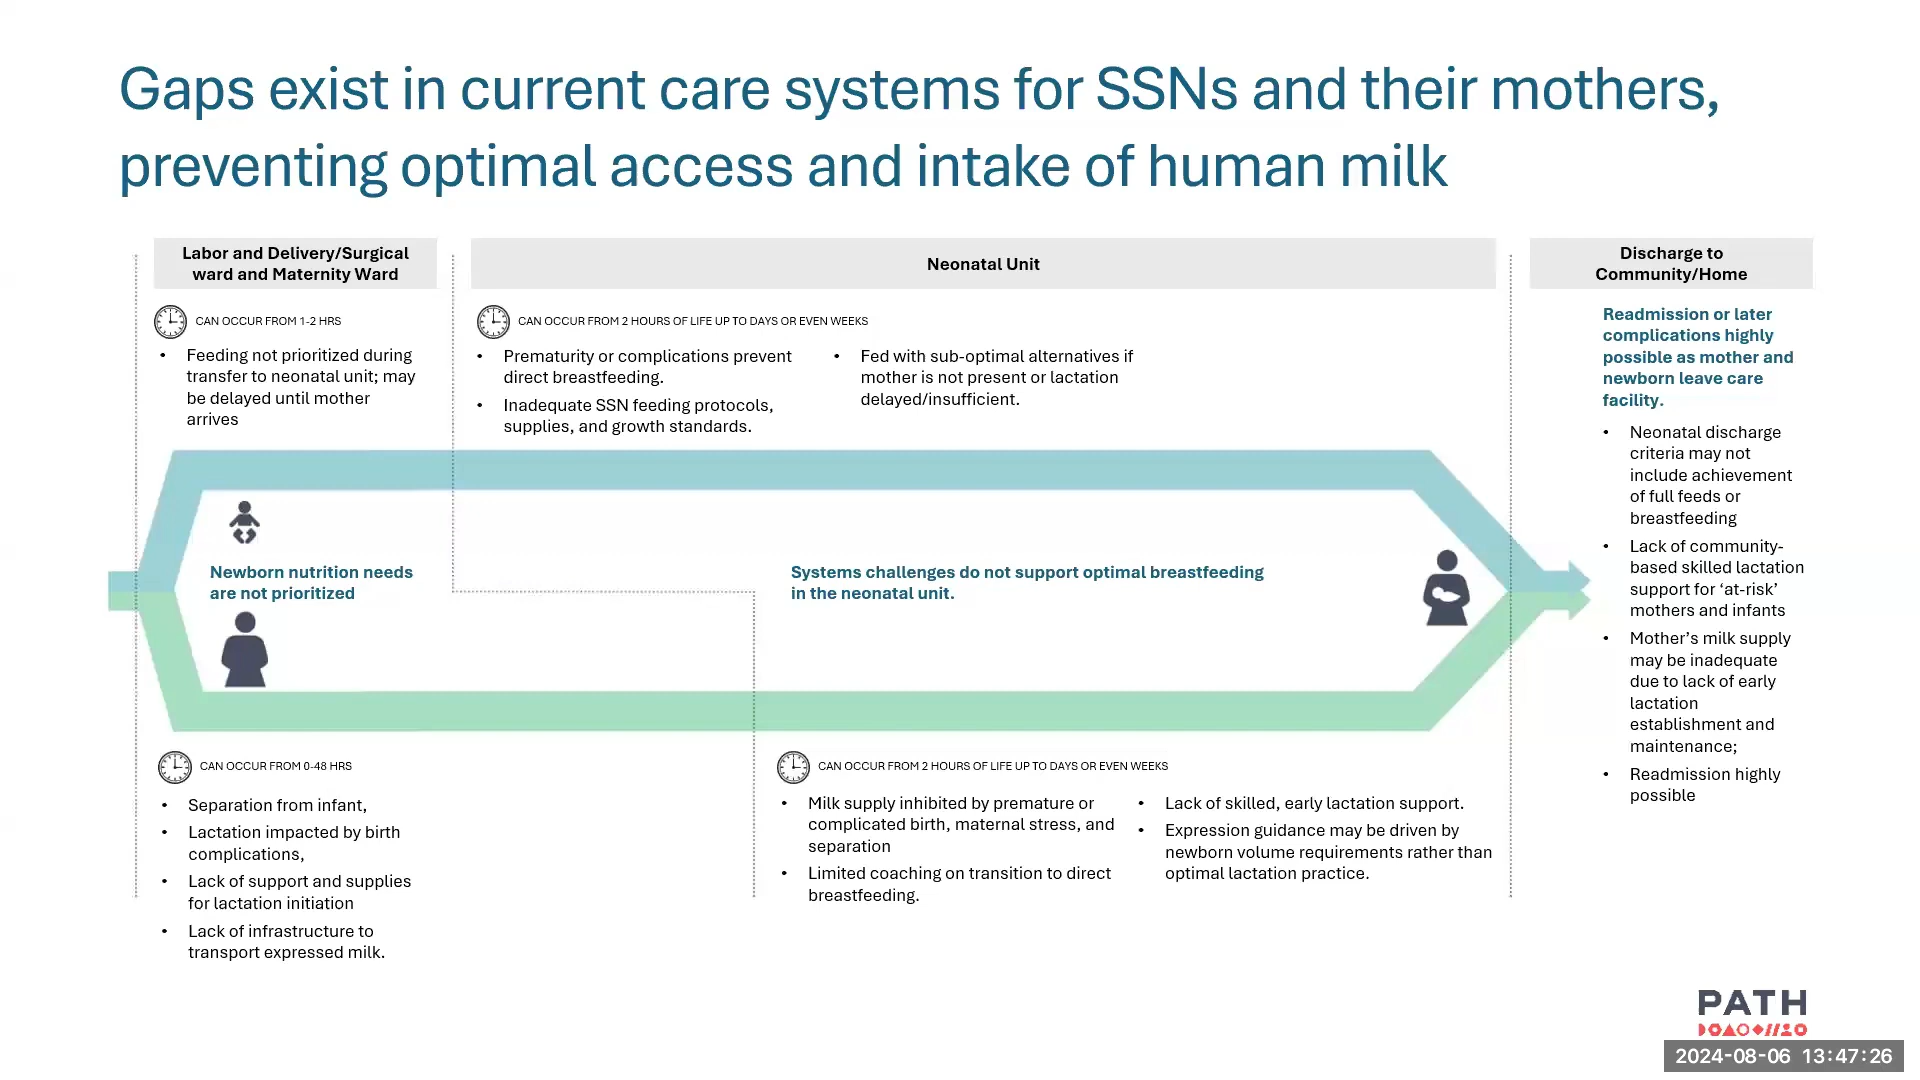 Gaps exist in current care systems for SSNs and their mothers,
preventing optimal access and intake of human milk
Labor and Delivery/Surgical
ward and Maternity Ward
CAN OCCUR FROM 1-2 HRS
• Feeding not prioritized during
transfer to neonatal unit; may
be delayed until mother
arrives
Neonatal Unit
CAN OCCUR FROM 2 HOURS OF LIFE UP TO DAYS OR EVEN WEEKS
• Prematurity or complications prevent
direct breastfeeding.
• Inadequate SSN feeding protocols,
supplies, and growth standards.
• Fed with sub-optimal alternatives if
mother is not present or lactation
delayed/insufficient.
Newborn nutrition needs
are not prioritized
Systems challenges do not support optimal breastfeeding
in the neonatal unit.
CAN OCCUR FROM 0-48 HRS
• Separation from infant,
• Lactation impacted by birth
complications,
• Lack of support and supplies
for lactation initiation
• Lack of infrastructure to
transport expressed milk.
CAN OCCUR FROM 2 HOURS OF LIFE UP TO DAYS OR EVEN WEEKS
• Milk supply inhibited by premature or
complicated birth, maternal stress, and
separation
• Limited coaching on transition to direct
breastfeeding.
• Lack of skilled, early lactation support.
• Expression guidance may be driven by
newborn volume requirements rather than
optimal lactation practice.
Discharge to
Community/Home
Readmission or later
complications highly
possible as mother and
newborn leave care
facility.
• Neonatal discharge
criteria may not
include achievement
of full feeds or
breastfeeding
• Lack of community-
based skilled lactation
support for ‘at-risk’
mothers and infants
• Mother’s milk supply
may be inadequate
due to lack of early
lactation
establishment and
maintenance;
• Readmission highly
possible
PATH
2024-08-06 13:47:26